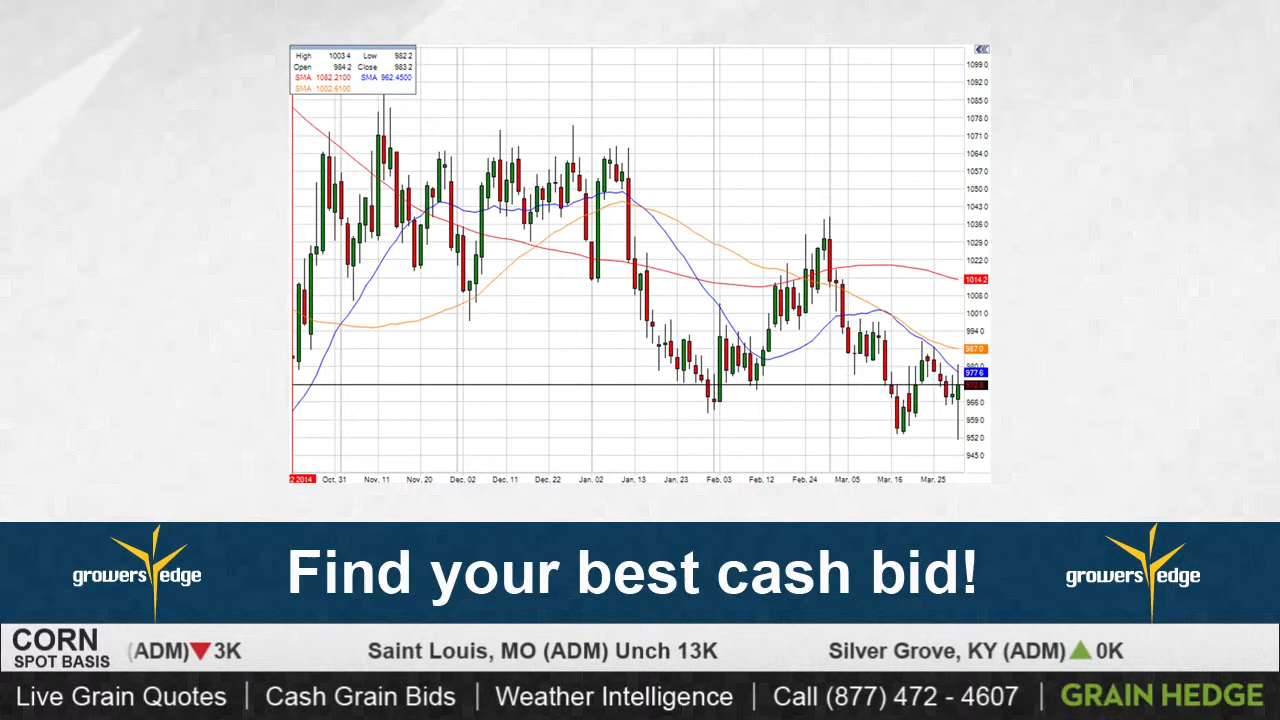 High 1003 4 Low 982 2
Open 984 2 Close 983 2
SMA 1082.2100 SMA 962.4500
SMA 1002.6100
1099 0
1092 0
1085 0
1078 0
1071 0
1064 0
1057 0
1050 0
1043 0
1036 0
1029 0
1022 0
1014 2
1008 0
1001 0
994 0
987 0
980 0
977 6
966 0
959 0
952 0
945 0
2 2014 Oct, 31 Nov, 11 Nov, 20 Dec, 02 Dec, 11 Dec, 22 Jan, 02 Jan, 13 Jan, 23 Feb, 03 Feb, 12 Feb, 24 Mar, 05 Mar, 16 Mar, 25
growers edge
Find your best cash bid!
growers edge
CORN
SPOT BASIS
(ADM) 3K Saint Louis, MO (ADM) Unch 13K Silver Grove, KY (ADM) 0K
Live Grain Quotes | Cash Grain Bids | Weather Intelligence | Call (877) 472 - 4607 | GRAIN HEDGE